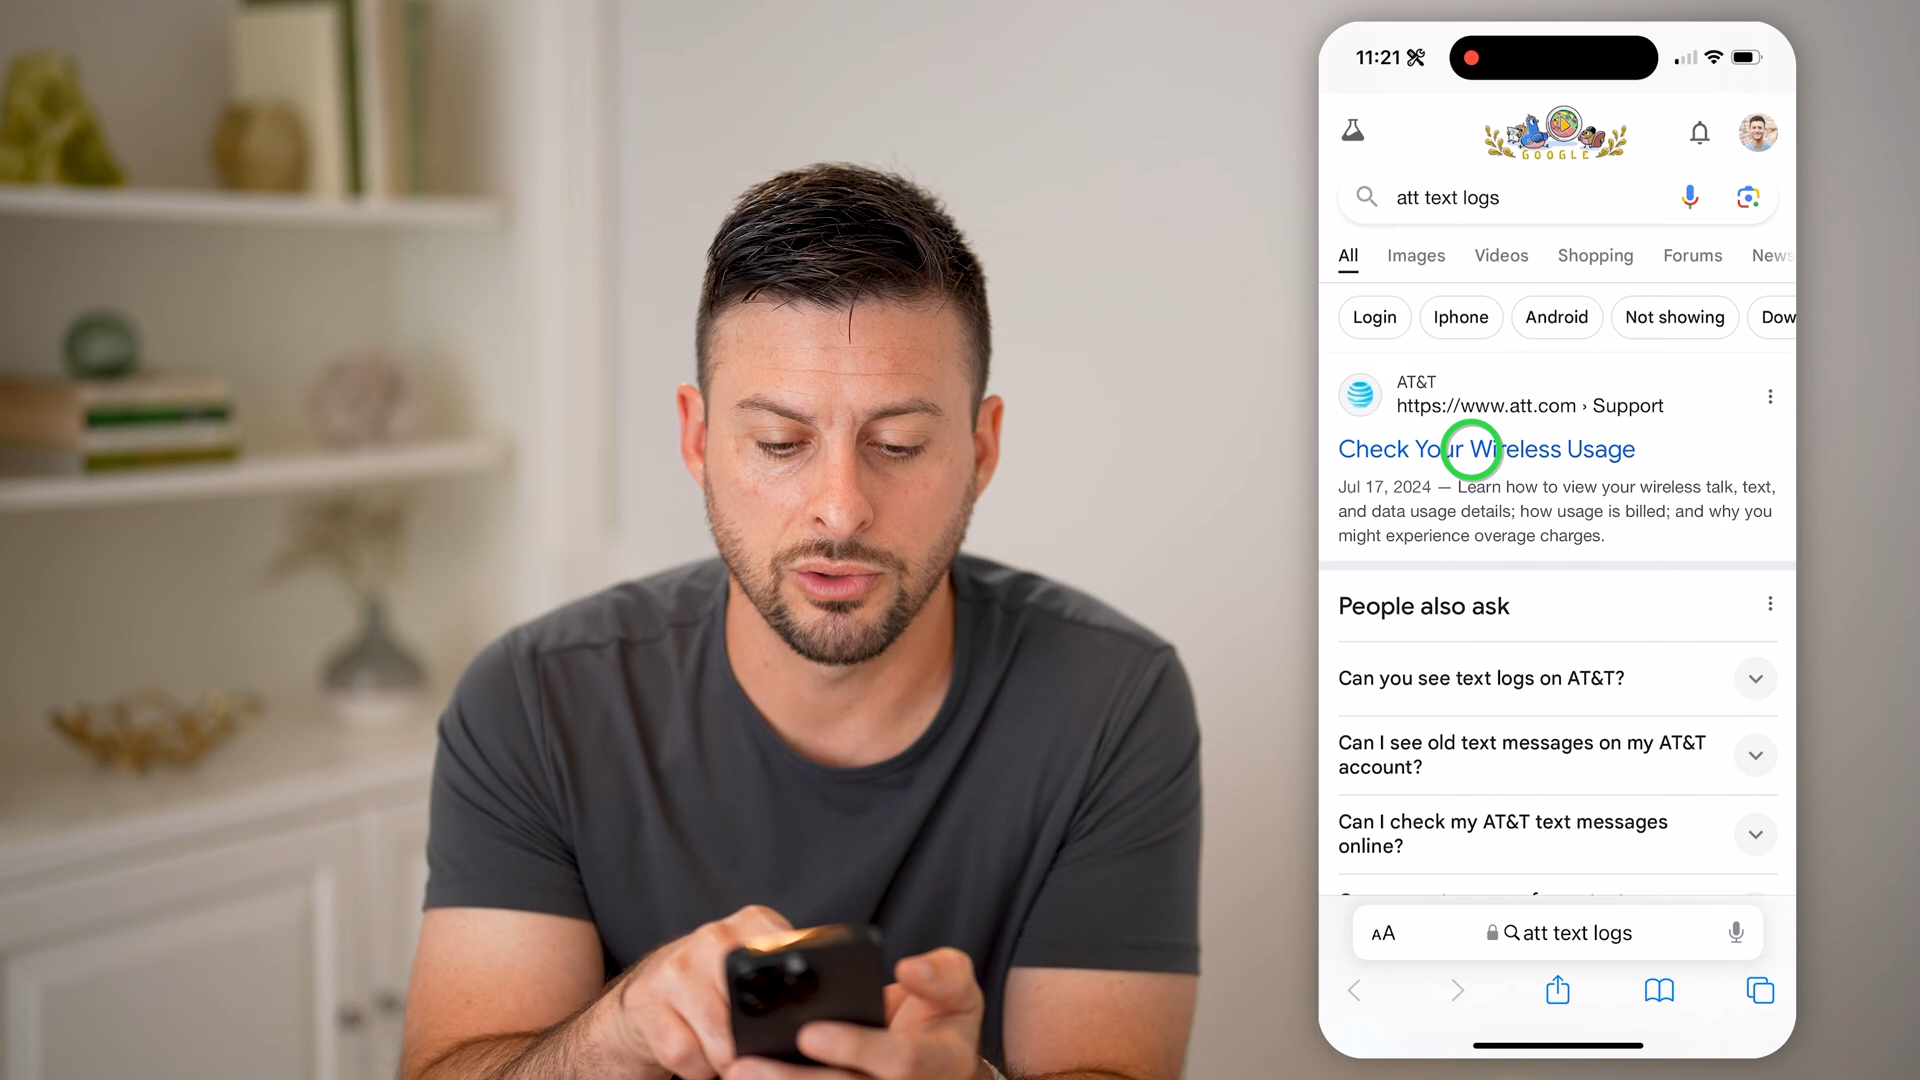 11:21
GOOGLE
att text logs
All Images Videos Shopping Forums News
Login Iphone Android Not showing Dow
AT&T
https://www.att.com › Support
Check Your Wireless Usage
Jul 17, 2024 — Learn how to view your wireless talk, text,
and data usage details; how usage is billed; and why you
might experience overage charges.
People also ask
Can you see text logs on AT&T?
Can I see old text messages on my AT&T
account?
Can I check my AT&T text messages
online?
AA att text logs